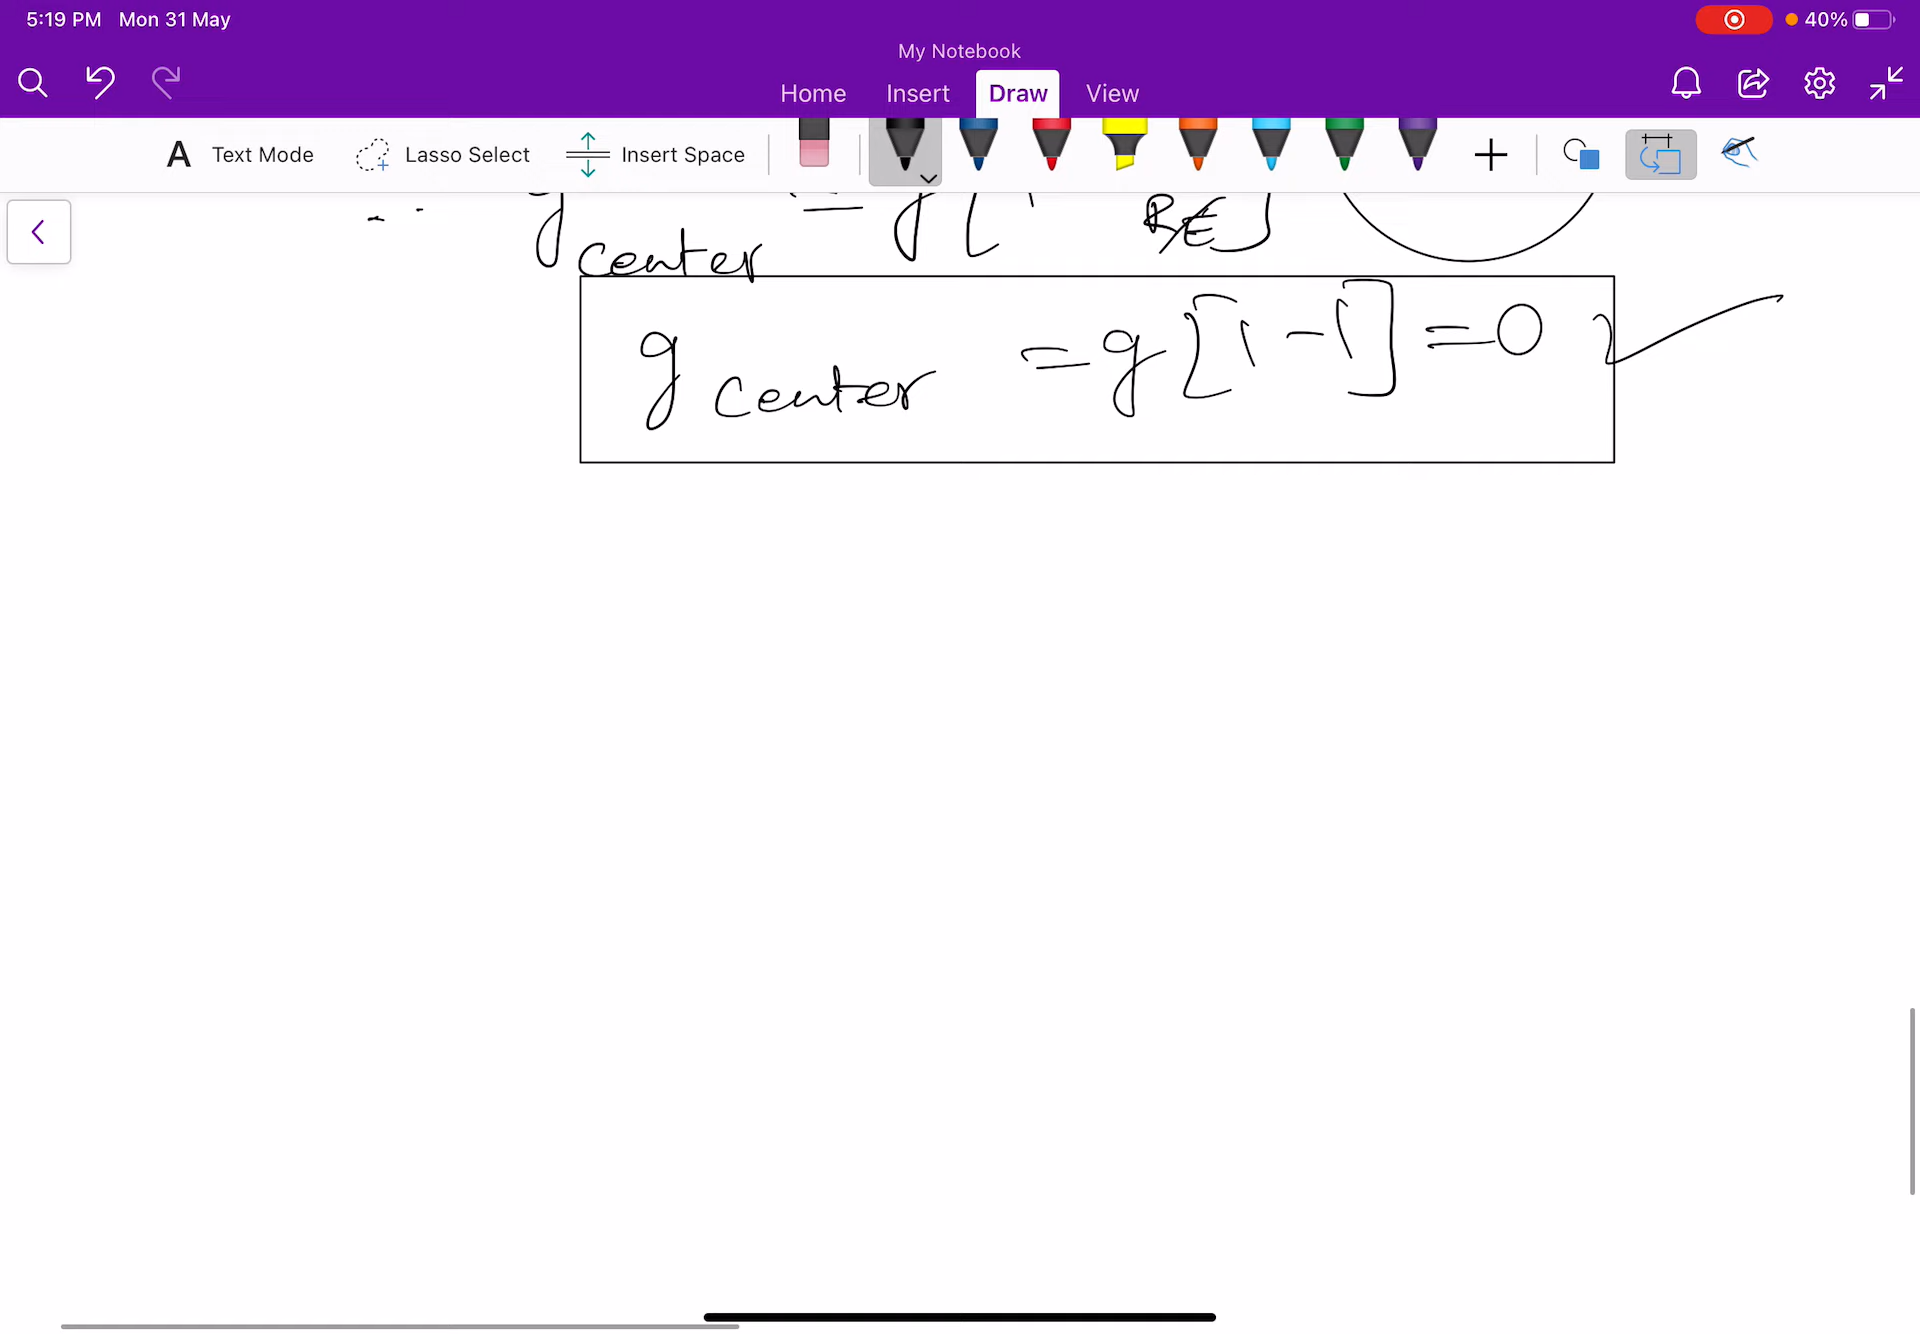 5:19 PM Mon 31 May 40%
My Notebook
Home Insert Draw View
A Text Mode Lasso Select Insert Space
g center = g [ RE ]
g center = g [1 - 1] = 0